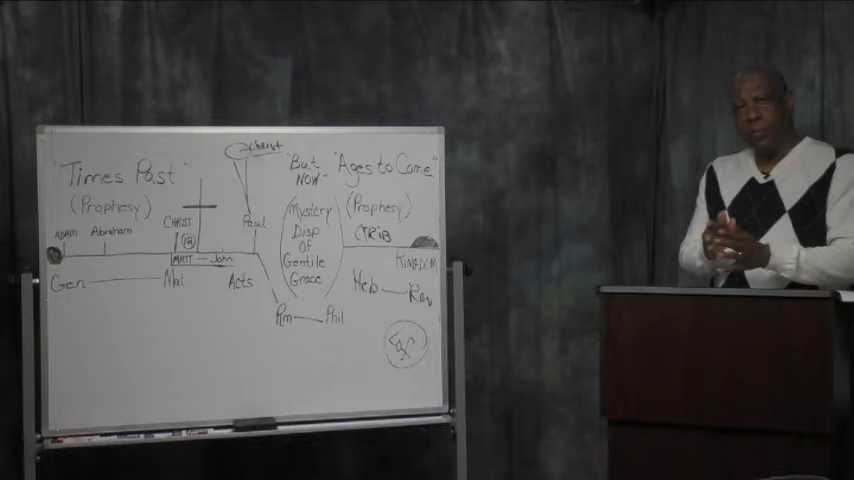 Christ
"Times Past"
"But NOW"
"Ages to Come"
(Prophesy)
CHRIST
Paul
(Mystery
Disp
OF
Gentile
Grace)
(Prophesy)
ADAM
Abraham
12
(TRIB
MATT — John
KINGDOM
Gen — Mal
Acts
Heb — Rev
Rm — Phil